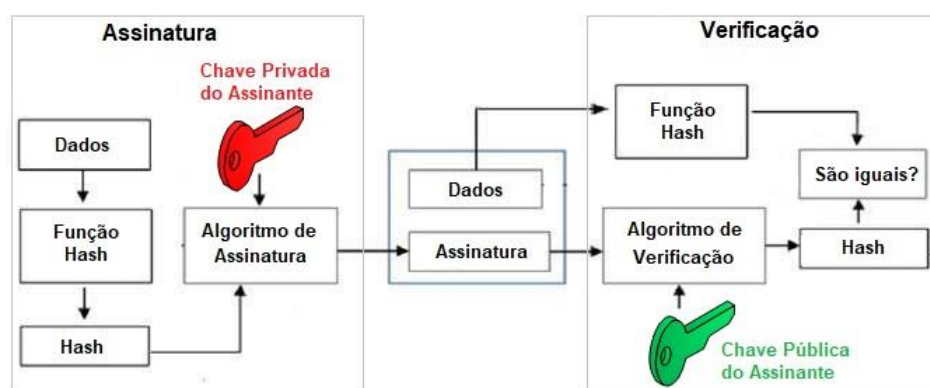 Assinatura
Chave Privada
do Assinante
Dados
Função
Hash
Hash
Algoritmo de
Assinatura
Dados
Assinatura
Verificação
Função
Hash
São iguais?
Algoritmo de
Verificação
Hash
Chave Pública
do Assinante